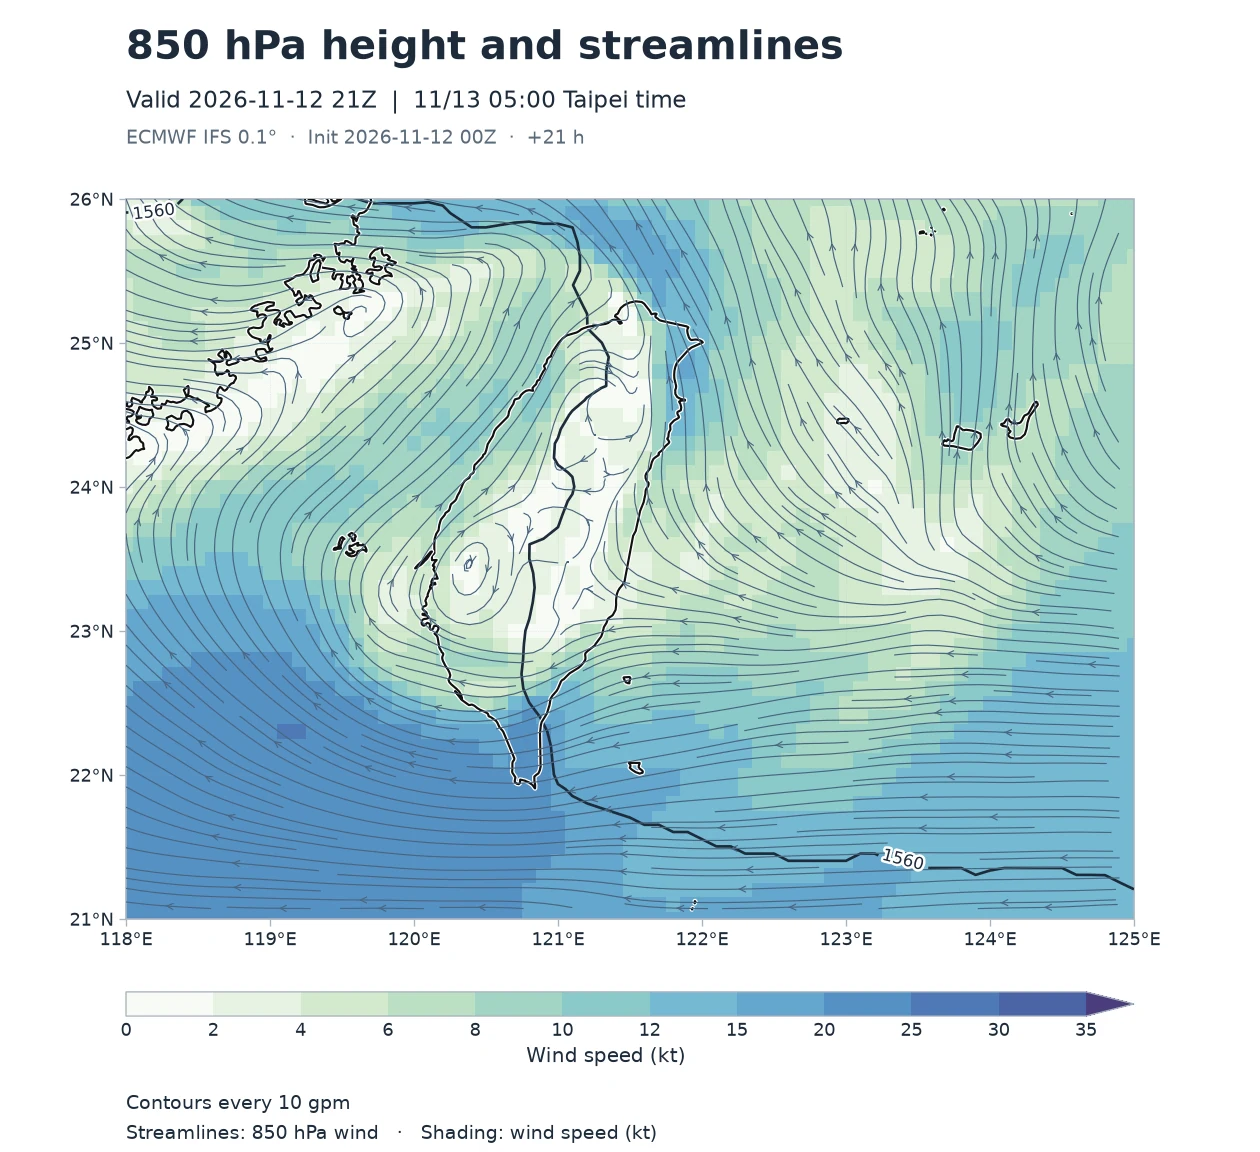 850 hPa height and streamlines
Valid 2026-11-12 21Z | 11/13 05:00 Taipei time
ECMWF IFS 0.1° · Init 2026-11-12 00Z · +21 h
26°N
1560
25°N
24°N
23°N
22°N
1560
21°N
118°E 119°E 120°E 121°E 122°E 123°E 124°E 125°E
0 2 4 6 8 10 12 15 20 25 30 35
Wind speed (kt)
Contours every 10 gpm
Streamlines: 850 hPa wind · Shading: wind speed (kt)